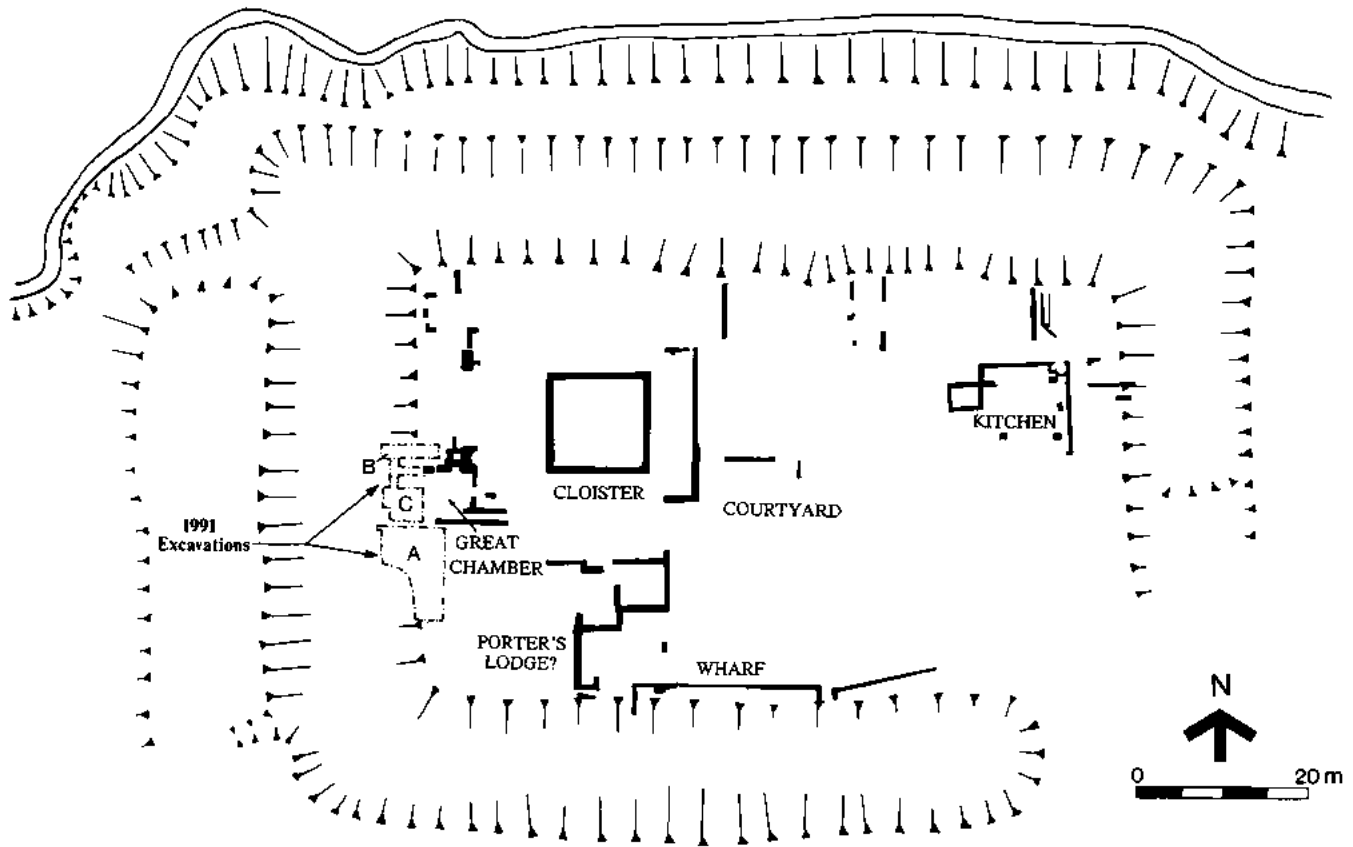 KITCHEN
B
CLOISTER
C
COURTYARD
1991
Excavations
A
GREAT
CHAMBER
PORTER'S
LODGE?
WHARF
N
0 20 m